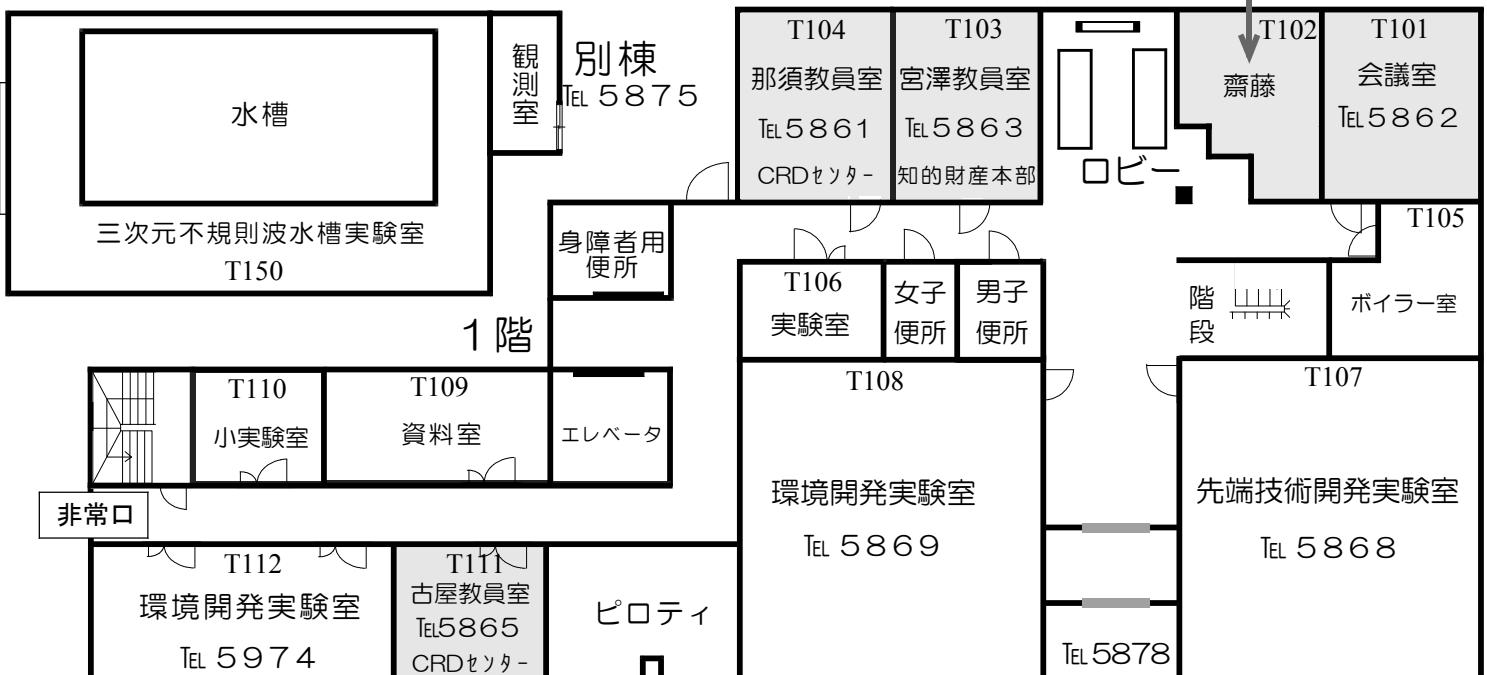 水槽
三次元不規則波水槽実験室
T150
観測室
別棟
℡ 5875
T104
那須教員室
℡5861
CRDセンター
T103
宮澤教員室
℡5863
知的財産本部
ロビー
T102
齋藤
T101
会議室
℡5862
T105
ボイラー室
階段
身障者用
便所
1階
T106
実験室
女子
便所
男子
便所
T110
小実験室
T109
資料室
エレベータ
非常口
T108
環境開発実験室
℡ 5869
T107
先端技術開発実験室
℡ 5868
T112
環境開発実験室
℡ 5974
T111
古屋教員室
℡5865
CRDセンター
ピロティ
℡5878